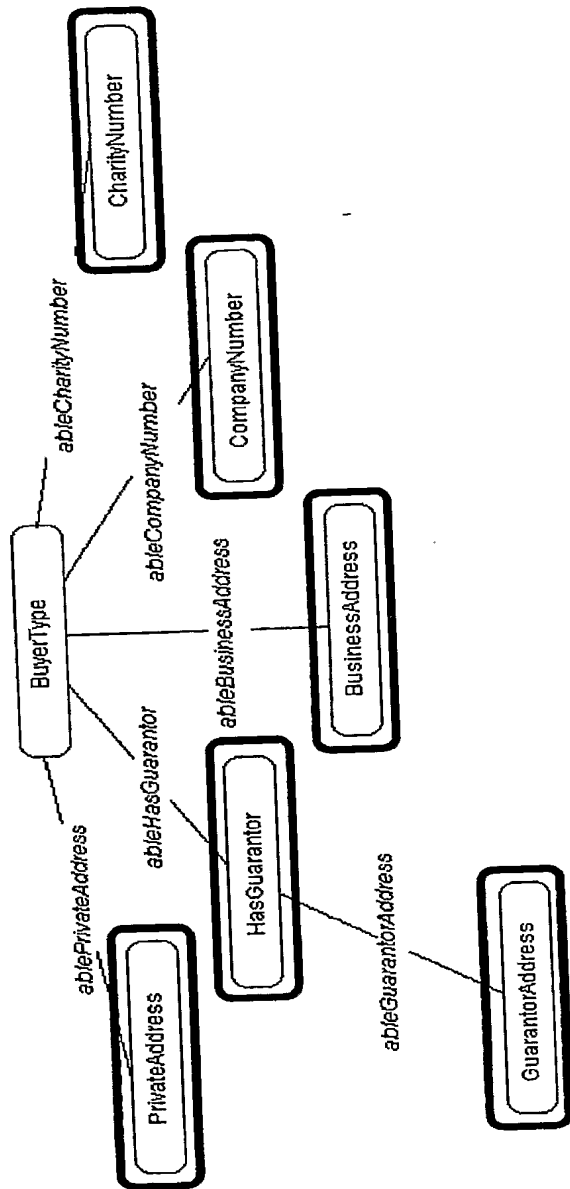 BuyerType
ablePrivateAddress
ableHasGuarantor
ableBusinessAddress
ableCompanyNumber
ableCharityNumber
PrivateAddress
HasGuarantor
BusinessAddress
CompanyNumber
CharityNumber
ableGuarantorAddress
GuarantorAddress